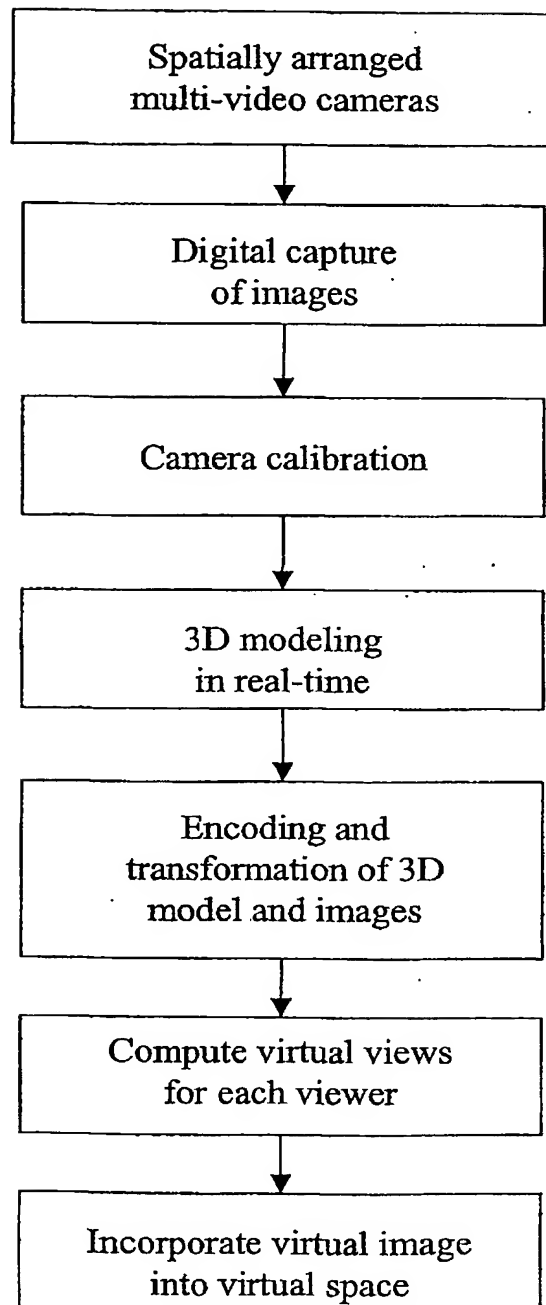 Spatially arranged
multi-video cameras
Digital capture
of images
Camera calibration
3D modeling
in real-time
Encoding and
transformation of 3D
model and images
Compute virtual views
for each viewer
Incorporate virtual image
into virtual space